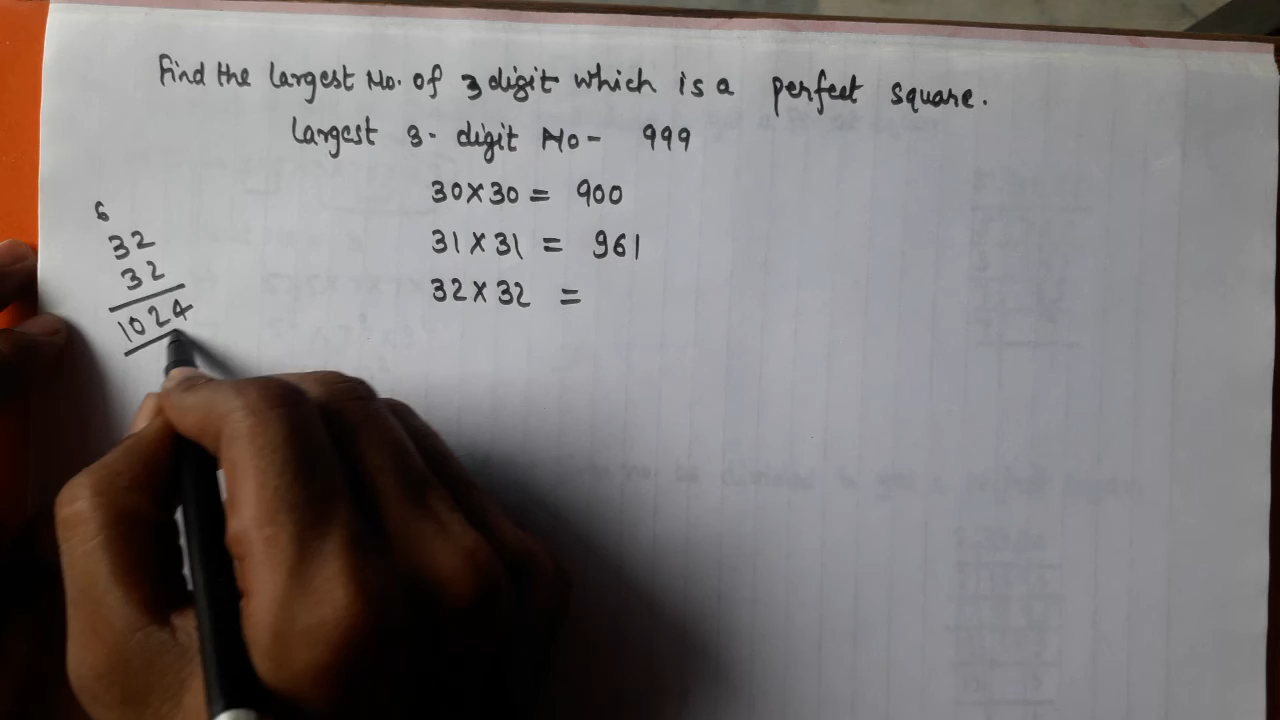 Find the largest No. of 3 digit which is a perfect square.
largest 3- digit No- 999
30×30 = 900
31×31 = 961
32×32 =
6
32
32
1024